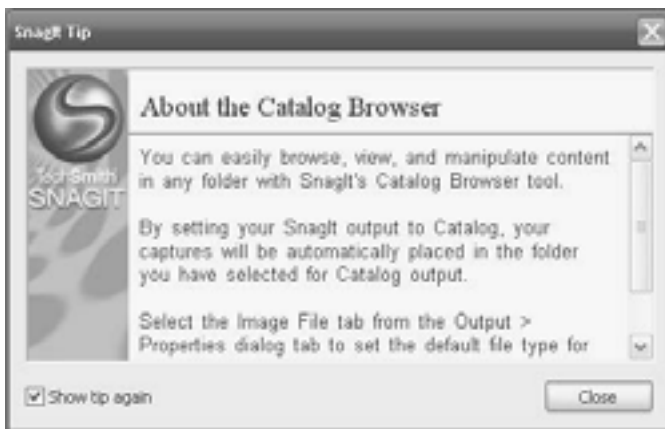 SnagIt Tip
TechSmith
SNAGIT
About the Catalog Browser
You can easily browse, view, and manipulate content
in any folder with SnagIt's Catalog Browser tool.
By setting your SnagIt output to Catalog, your
captures will be automatically placed in the folder
you have selected for Catalog output.
Select the Image File tab from the Output >
Properties dialog tab to set the default file type for
Show tip again
Close